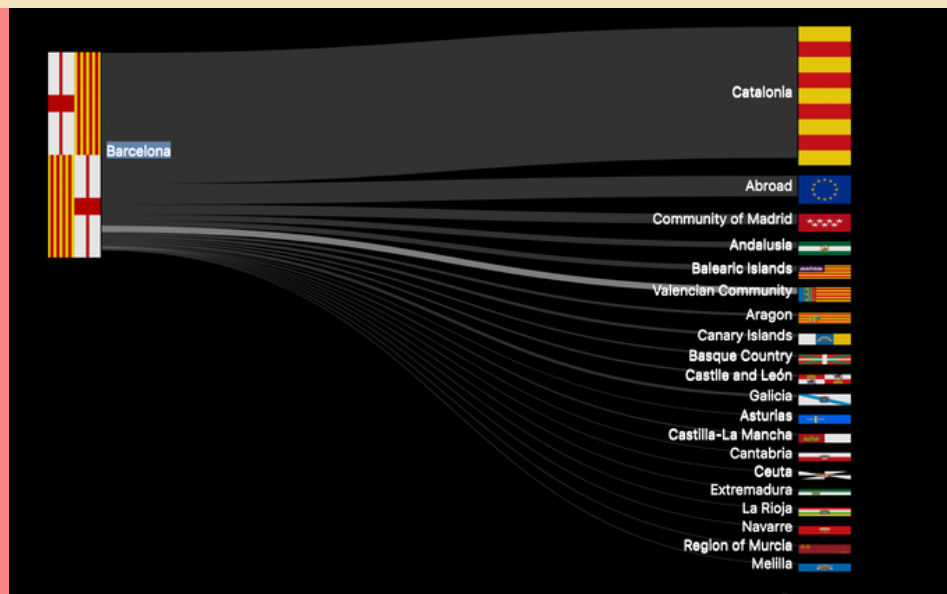 Catalonia
Barcelona
Abroad
Community of Madrid
Andalusia
Balearic Islands
Valencian Community
Aragon
Canary Islands
Basque Country
Castile and León
Galicia
Asturias
Castilla-La Mancha
Cantabria
Ceuta
Extremadura
La Rioja
Navarre
Region of Murcia
Melilla